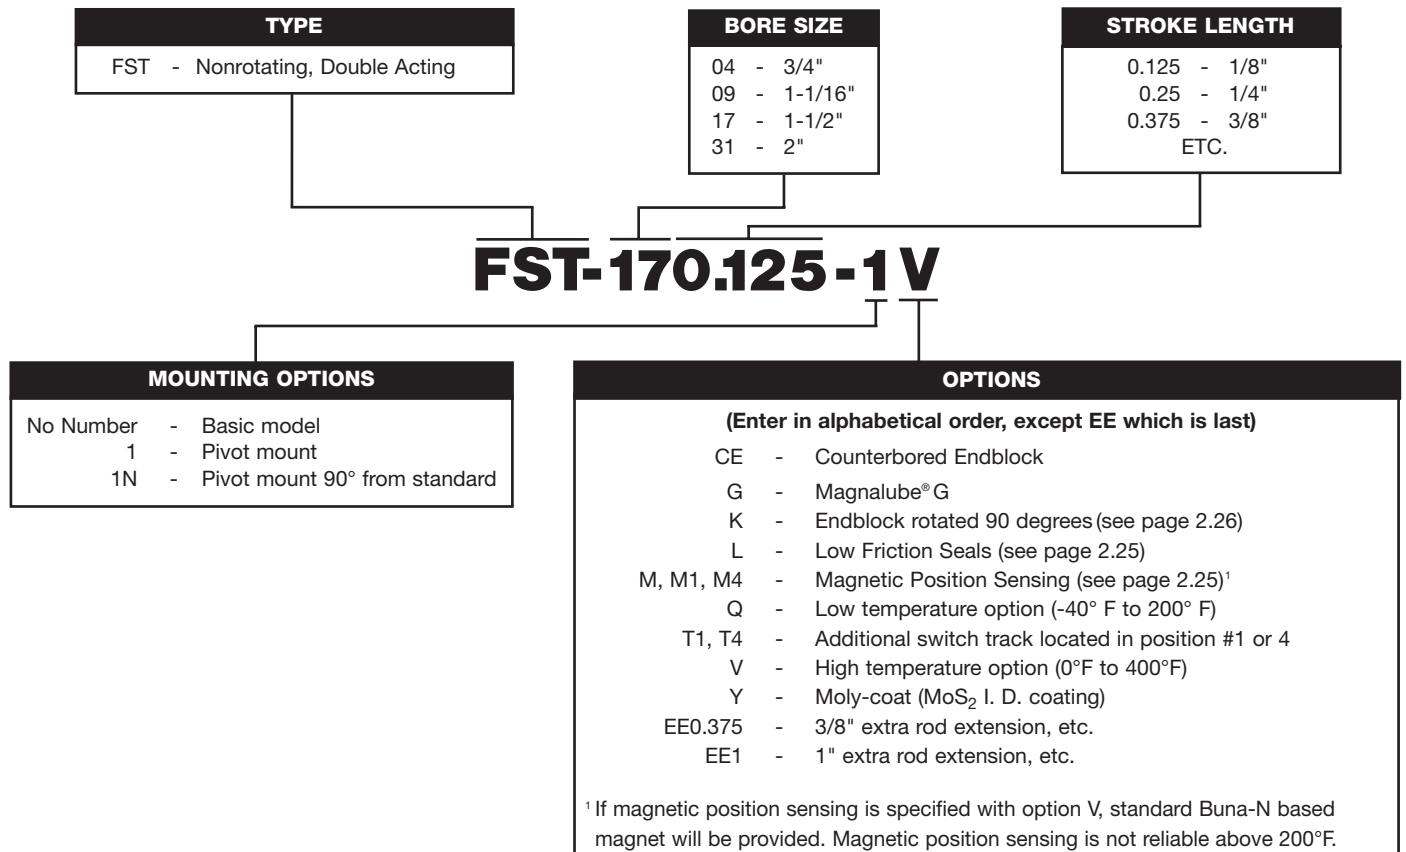 TYPE
FST - Nonrotating, Double Acting
BORE SIZE
04 - 3/4"
09 - 1-1/16"
17 - 1-1/2"
31 - 2"
STROKE LENGTH
0.125 - 1/8"
0.25 - 1/4"
0.375 - 3/8"
ETC.
FST-170.125-1V
MOUNTING OPTIONS
No Number - Basic model
1 - Pivot mount
1N - Pivot mount 90° from standard
OPTIONS
(Enter in alphabetical order, except EE which is last)
CE - Counterbored Endblock
G - Magnalube® G
K - Endblock rotated 90 degrees (see page 2.26)
L - Low Friction Seals (see page 2.25)
M, M1, M4 - Magnetic Position Sensing (see page 2.25)¹
Q - Low temperature option (-40° F to 200° F)
T1, T4 - Additional switch track located in position #1 or 4
V - High temperature option (0°F to 400°F)
Y - Moly-coat (MoS₂ I. D. coating)
EE0.375 - 3/8" extra rod extension, etc.
EE1 - 1" extra rod extension, etc.
¹ If magnetic position sensing is specified with option V, standard Buna-N based
magnet will be provided. Magnetic position sensing is not reliable above 200°F.